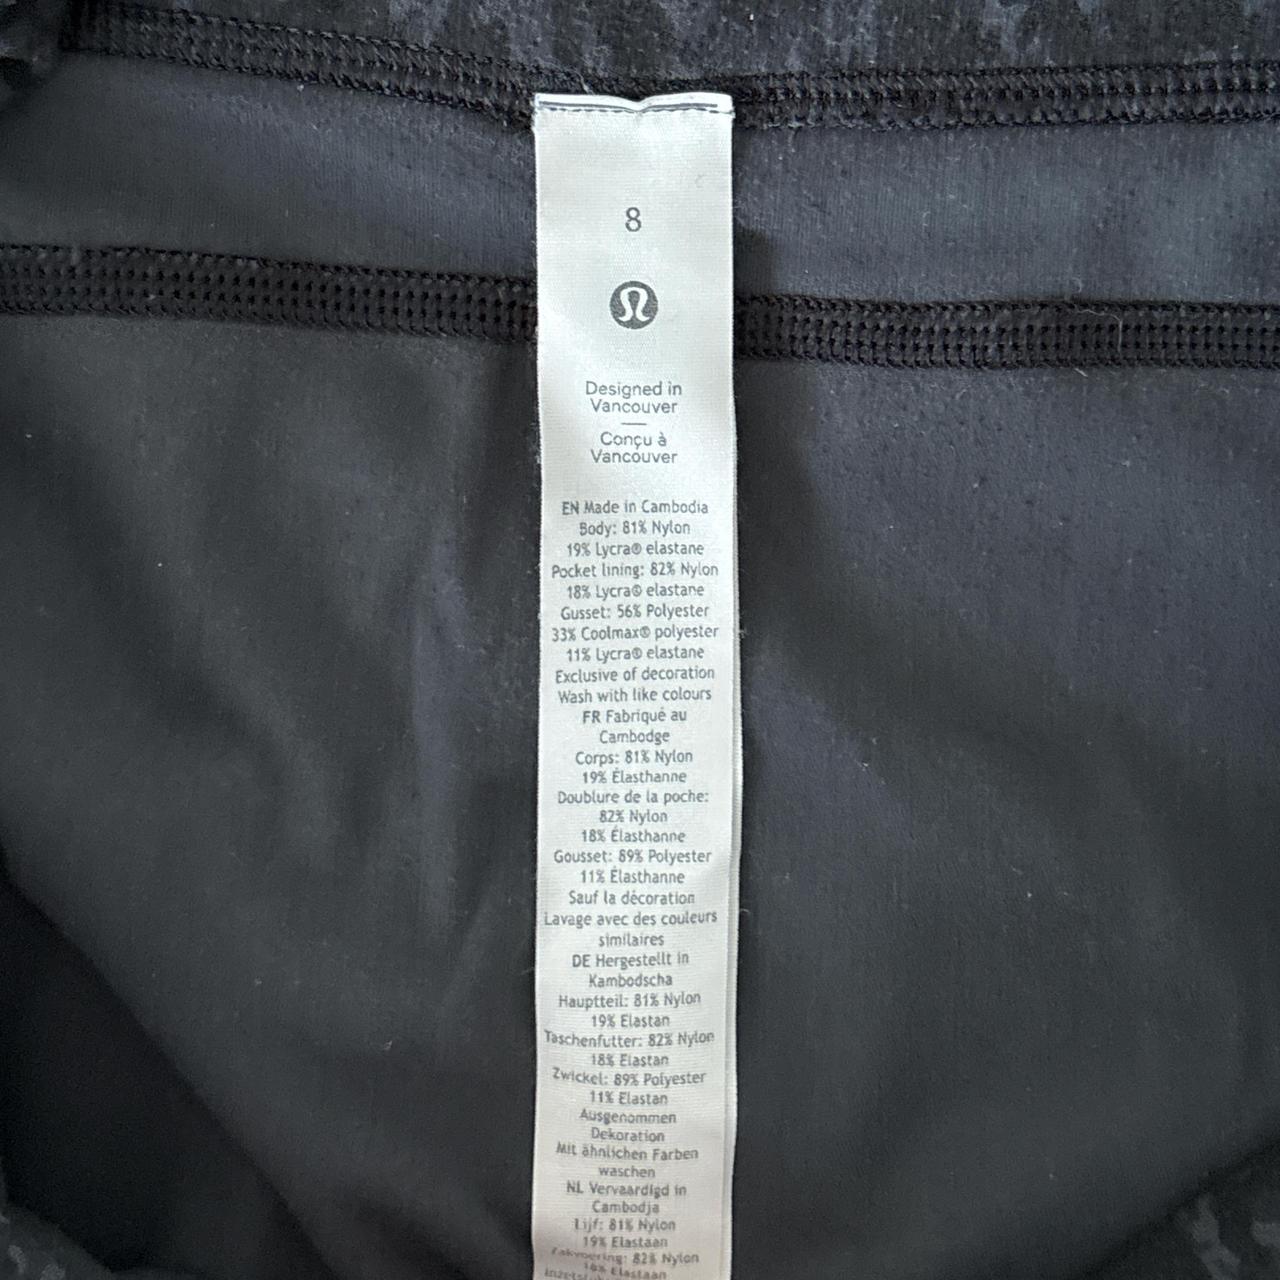 8
Designed in
Vancouver
Conçu à
Vancouver
EN Made in Cambodia
Body: 81% Nylon
19% Lycra® elastane
Pocket lining: 82% Nylon
18% Lycra® elastane
Gusset: 56% Polyester
33% Coolmax® polyester
11% Lycra® elastane
Exclusive of decoration
Wash with like colours
FR Fabriqué au
Cambodge
Corps: 81% Nylon
19% Élasthanne
Doublure de la poche:
82% Nylon
18% Élasthanne
Gousset: 89% Polyester
11% Élasthanne
Sauf la décoration
Lavage avec des couleurs
similaires
DE Hergestellt in
Kambodscha
Hauptteil: 81% Nylon
19% Elastan
Taschenfutter: 82% Nylon
18% Elastan
Zwickel: 89% Polyester
11% Elastan
Ausgenommen
Dekoration
Mit ähnlichen Farben
waschen
NL Vervaardigd in
Cambodja
Lijf: 81% Nylon
19% Elastaan
Zakvoering: 82% Nylon
18% Elastaan